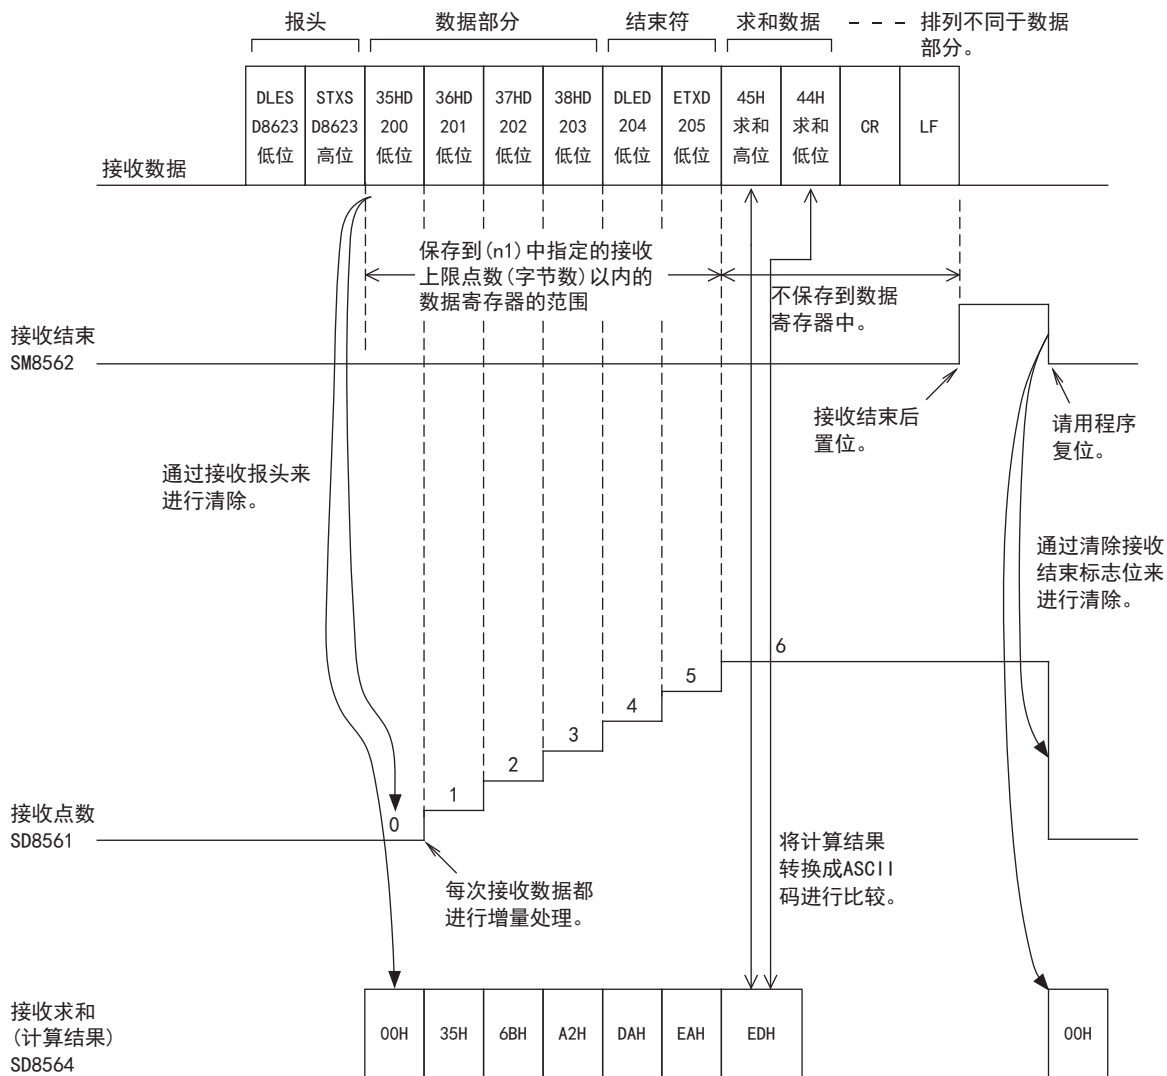 报头 数据部分 结束符 求和数据 - - - 排列不同于数据
部分。
DLES STXS 35HD 36HD 37HD 38HD DLED ETXD 45H 44H
D8623 D8623 200 201 202 203 204 205 求和 求和 CR LF
低位 高位 低位 低位 低位 低位 低位 低位 高位 低位
接收数据
保存到(n1)中指定的接收
上限点数(字节数)以内的
数据寄存器的范围
不保存到数据
寄存器中。
接收结束
SM8562
接收结束后
置位。
请用程序
复位。
通过接收报头来
进行清除。
通过清除接收
结束标志位来
进行清除。
6
5
4
3
2
1
0
接收点数
SD8561
将计算结果
转换成ASCII
码进行比较。
每次接收数据都
进行增量处理。
接收求和
(计算结果)
SD8564
00H 35H 6BH A2H DAH EAH EDH 00H